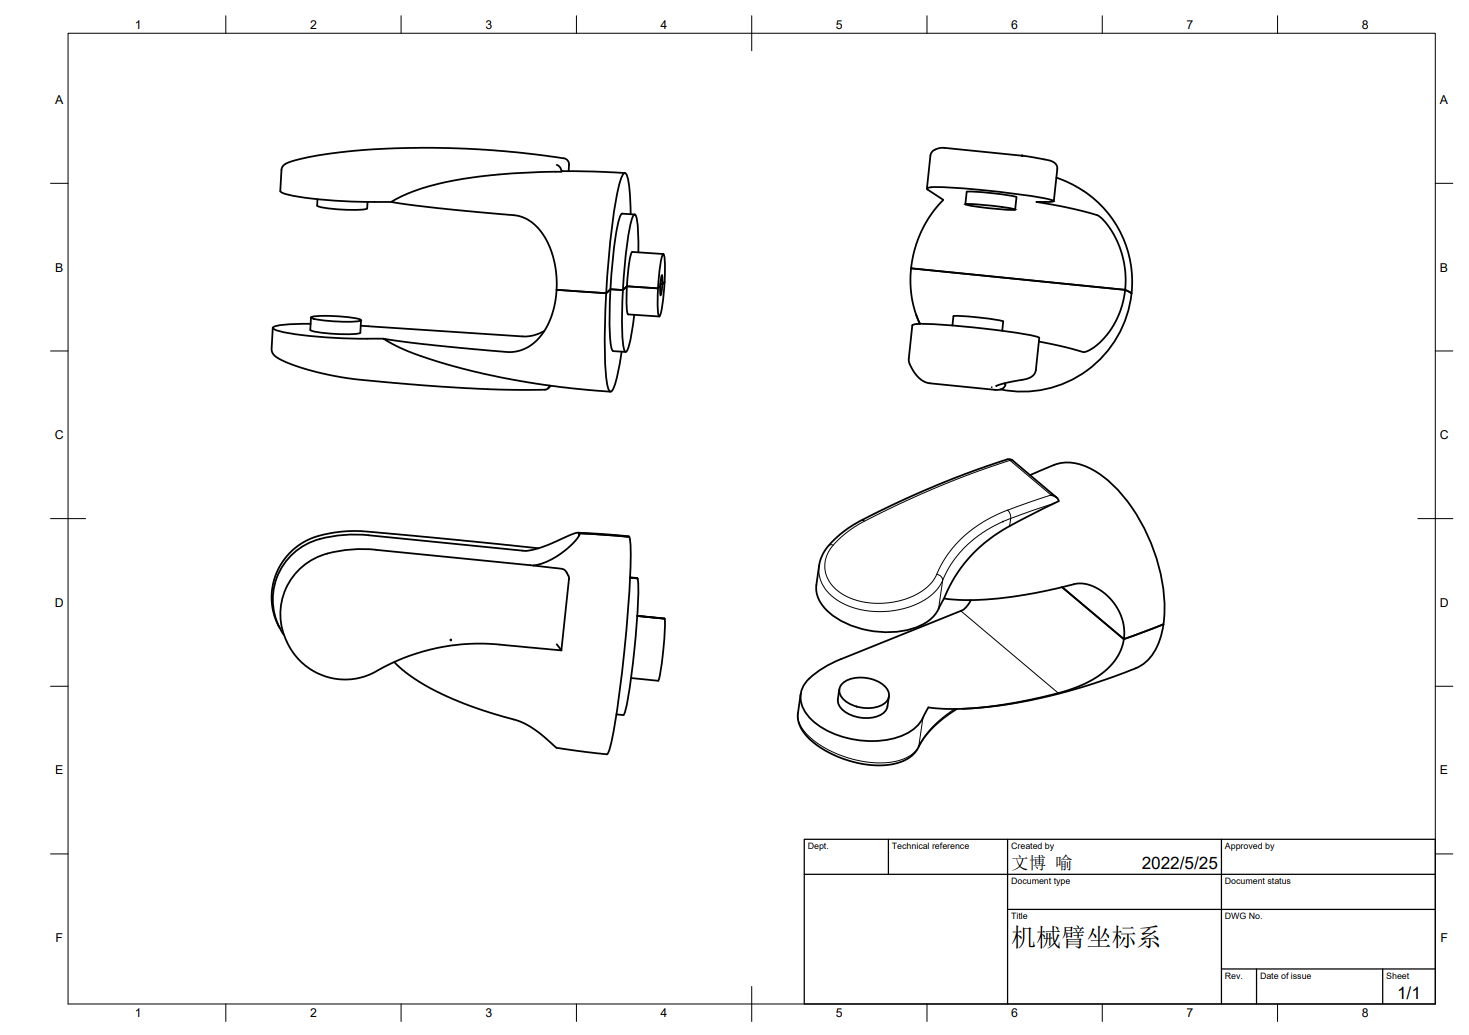 1 2 3 4 5 6 7 8
A A
B B
C C
D D
E E
F F
Dept. Technical reference Created by Approved by
文博 喻 2022/5/25
Document type Document status
Title DWG No.
机械臂坐标系
Rev. Date of issue Sheet
1/1
1 2 3 4 5 6 7 8